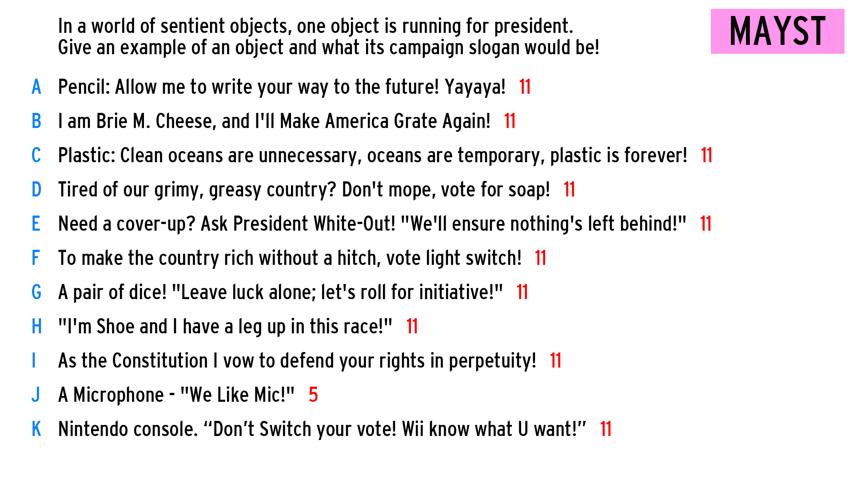 In a world of sentient objects, one object is running for president.
Give an example of an object and what its campaign slogan would be!
MAYST
A Pencil: Allow me to write your way to the future! Yayaya! 11
B I am Brie M. Cheese, and I'll Make America Grate Again! 11
C Plastic: Clean oceans are unnecessary, oceans are temporary, plastic is forever! 11
D Tired of our grimy, greasy country? Don't mope, vote for soap! 11
E Need a cover-up? Ask President White-Out! "We'll ensure nothing's left behind!" 11
F To make the country rich without a hitch, vote light switch! 11
G A pair of dice! "Leave luck alone; let's roll for initiative!" 11
H "I'm Shoe and I have a leg up in this race!" 11
I As the Constitution I vow to defend your rights in perpetuity! 11
J A Microphone - "We Like Mic!" 5
K Nintendo console. “Don’t Switch your vote! Wii know what U want!” 11